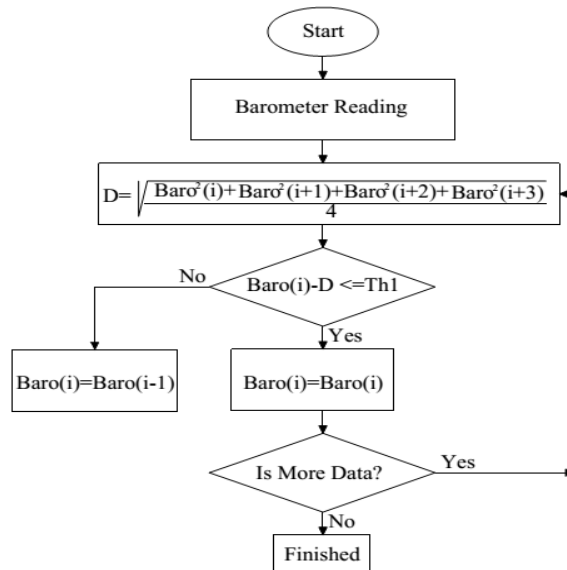 Start
Barometer Reading
D=√((Baro²(i)+Baro²(i+1)+Baro²(i+2)+Baro²(i+3))/4)
No
Baro(i)-D <=Th1
Yes
Baro(i)=Baro(i-1)
Baro(i)=Baro(i)
Is More Data?
Yes
No
Finished